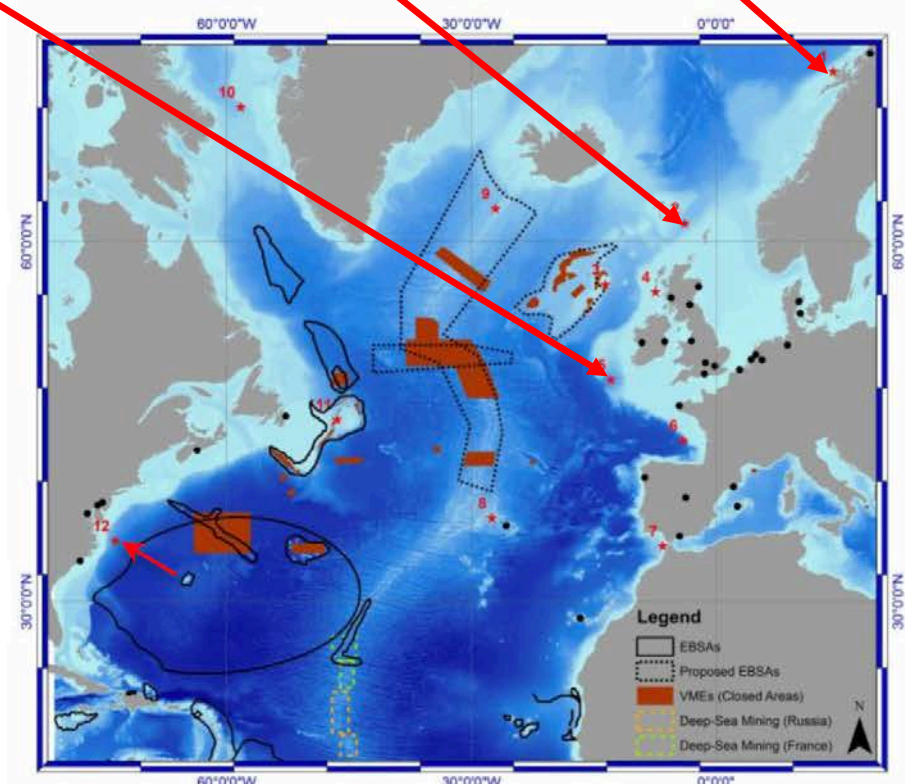 60°0'0"W
30°0'0"W
0°0'0"
10
9
60°0'0"N
60°0'0"N
3
4
11
6
8
12
7
30°0'0"N
30°0'0"N
Legend
EBSAs
Proposed EBSAs
VMEs (Closed Areas)
Deep-Sea Mining (Russia)
Deep-Sea Mining (France)
N
60°0'0"W
30°0'0"W
0°0'0"